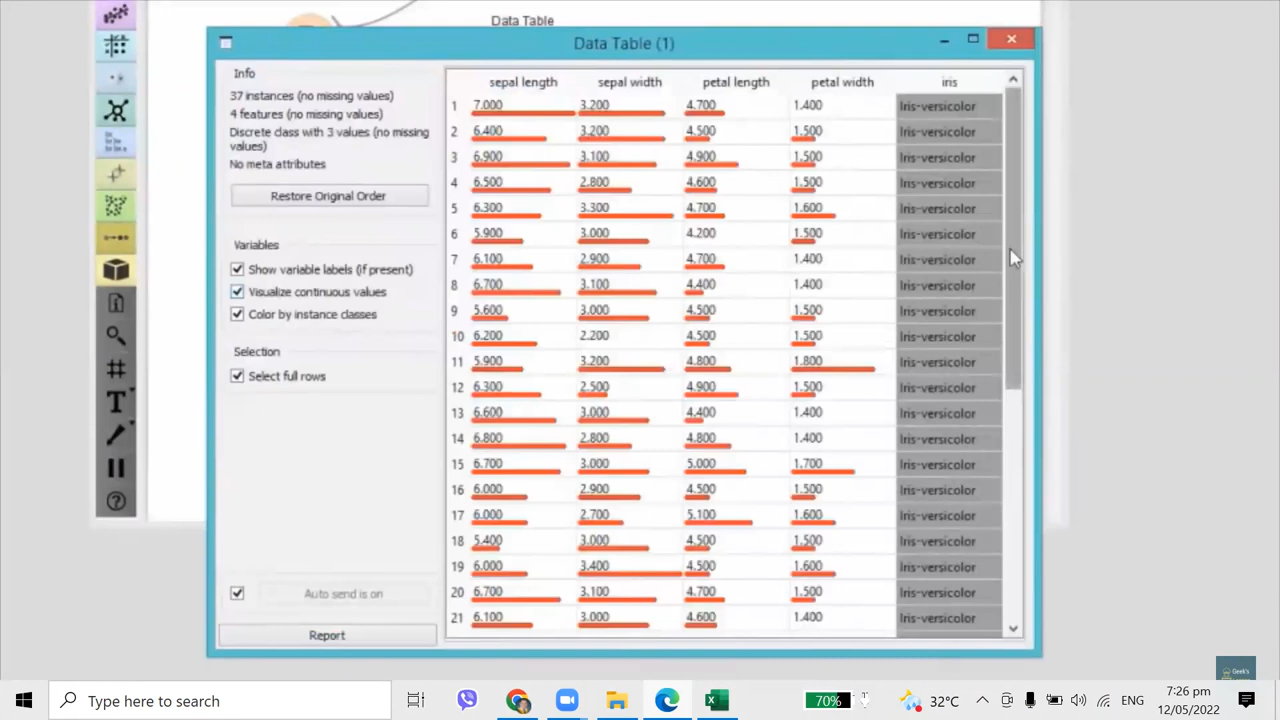 Data Table
Data Table (1)
Info
37 instances (no missing values)
4 features (no missing values)
Discrete class with 3 values (no missing
values)
No meta attributes
Restore Original Order
Variables
Show variable labels (if present)
Visualize continuous values
Color by instance classes
Selection
Select full rows
Auto send is on
Report
sepal length sepal width petal length petal width iris
1 7.000 3.200 4.700 1.400 Iris-versicolor
2 6.400 3.200 4.500 1.500 Iris-versicolor
3 6.900 3.100 4.900 1.500 Iris-versicolor
4 6.500 2.800 4.600 1.500 Iris-versicolor
5 6.300 3.300 4.700 1.600 Iris-versicolor
6 5.900 3.000 4.200 1.500 Iris-versicolor
7 6.100 2.900 4.700 1.400 Iris-versicolor
8 6.700 3.100 4.400 1.400 Iris-versicolor
9 5.600 3.000 4.500 1.500 Iris-versicolor
10 6.200 2.200 4.500 1.500 Iris-versicolor
11 5.900 3.200 4.800 1.800 Iris-versicolor
12 6.300 2.500 4.900 1.500 Iris-versicolor
13 6.600 3.000 4.400 1.400 Iris-versicolor
14 6.800 2.800 4.800 1.400 Iris-versicolor
15 6.700 3.000 5.000 1.700 Iris-versicolor
16 6.000 2.900 4.500 1.500 Iris-versicolor
17 6.000 2.700 5.100 1.600 Iris-versicolor
18 5.400 3.000 4.500 1.500 Iris-versicolor
19 6.000 3.400 4.500 1.600 Iris-versicolor
20 6.700 3.100 4.700 1.500 Iris-versicolor
21 6.100 3.000 4.600 1.400 Iris-versicolor
Geek's
Type here to search
70%
32°C
ENG
7:26 pm
12/05/2022